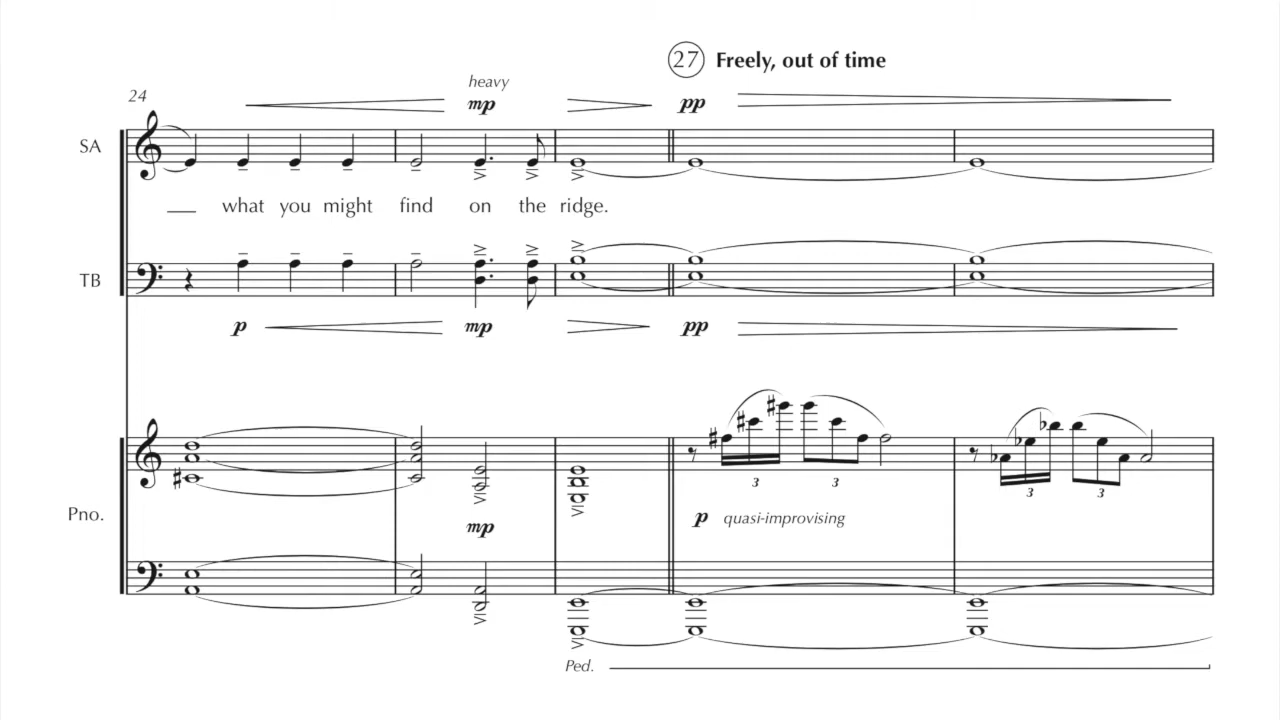 27 Freely, out of time
heavy
24 mp pp
SA
__ what you might find on the ridge.
TB
p mp pp
3 3 3 3
Pno.
p quasi-improvising
mp
Ped.